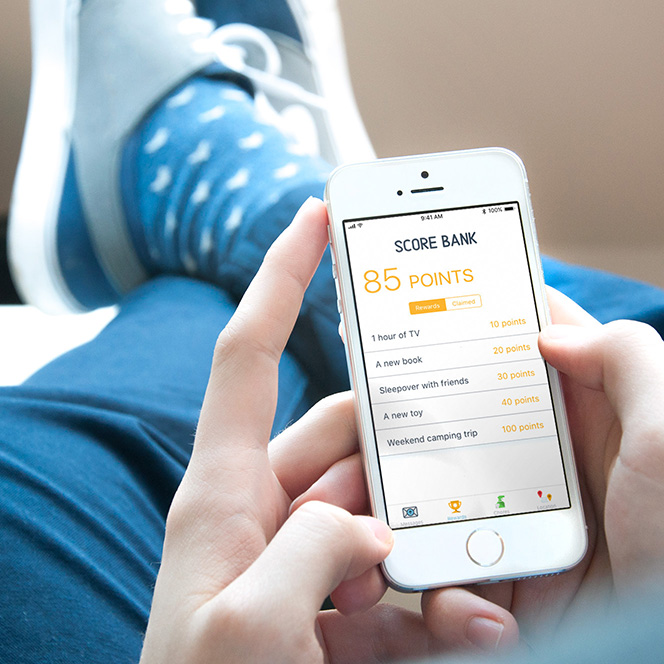 9:41 AM 100%
SCORE BANK
85 POINTS
Rewards Claimed
1 hour of TV 10 points
A new book 20 points
Sleepover with friends 30 points
A new toy 40 points
Weekend camping trip 100 points
Messages Rewards Chores Location